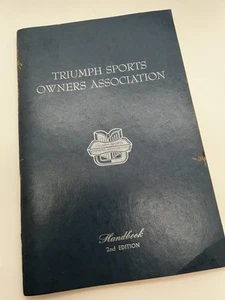 TRIUMPH SPORTS
OWNERS ASSOCIATION
Handbook
2nd EDITION